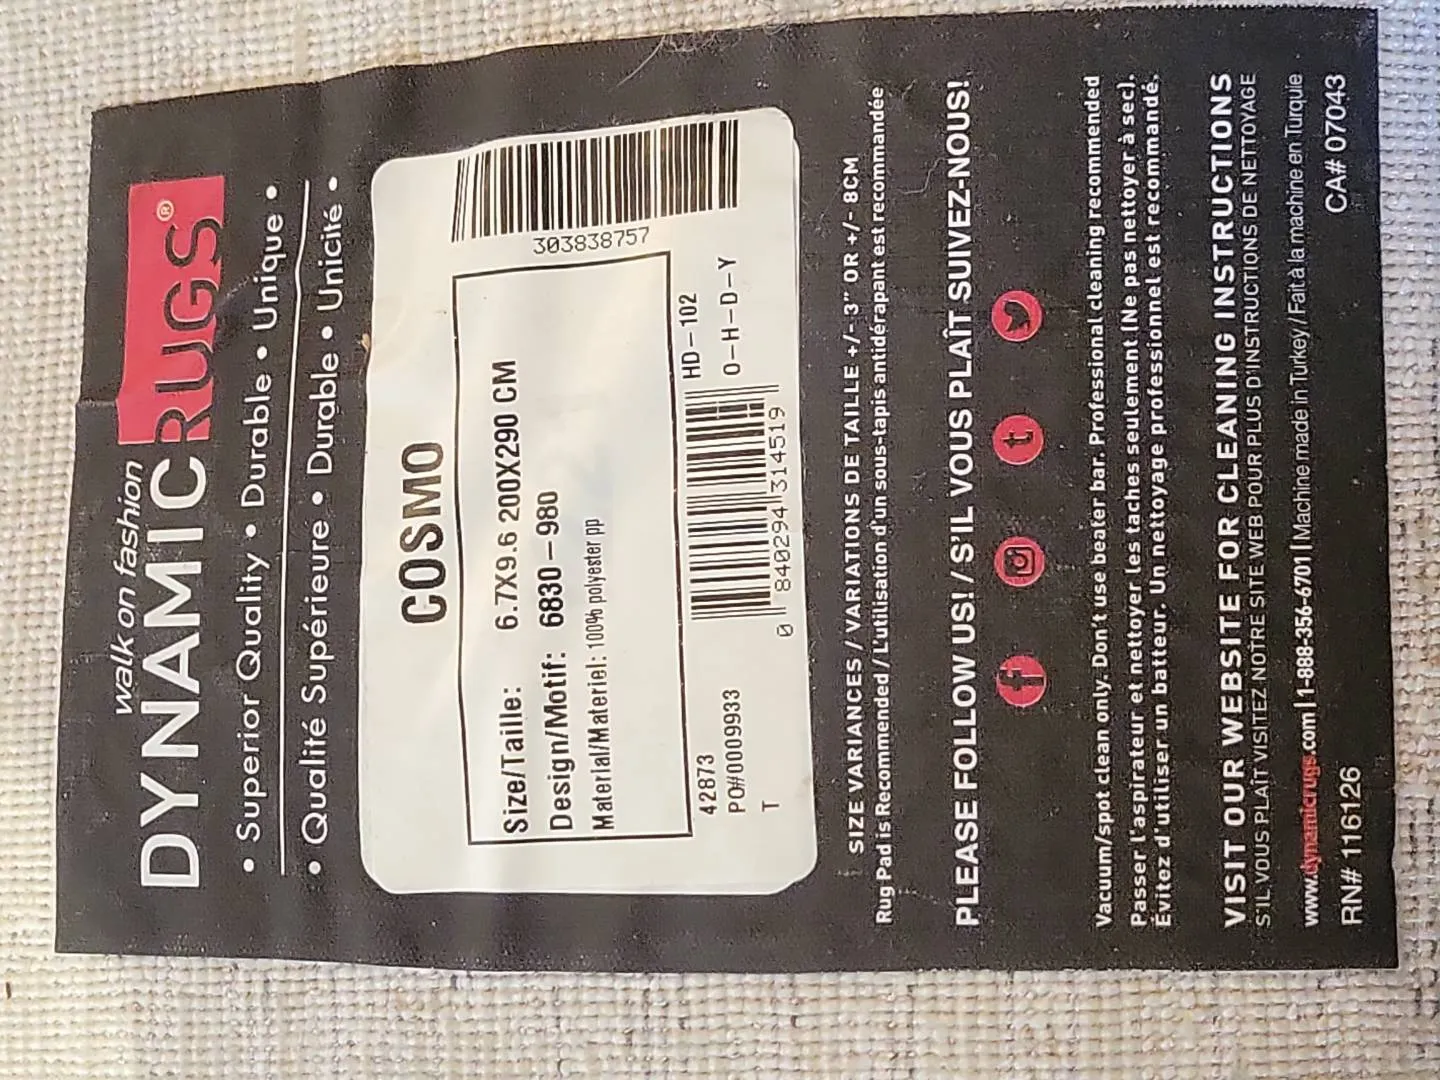 walk on fashion
DYNAMIC RUGS®
• Superior Quality • Durable • Unique •
• Qualité Supérieure • Durable • Unicité •
COSMO
303838757
Size/Taille: 6.7X9.6 200X290 CM
Design/Motif: 6830-980
Material/Materiel: 100% polyester pp
42873
PO#0009933
T
0 840294 314519
HD-102
O-H-D-Y
SIZE VARIANCES / VARIATIONS DE TAILLE +/- 3" OR +/- 8CM
Rug Pad is Recommended / L'utilisation d'un sous-tapis antidérapant est recommandée
PLEASE FOLLOW US! / S'IL VOUS PLAÎT SUIVEZ-NOUS!
Vacuum/spot clean only. Don't use beater bar. Professional cleaning recommended
Passer l'aspirateur et nettoyer les taches seulement (Ne pas nettoyer à sec).
Évitez d'utiliser un batteur. Un nettoyage professionnel est recommandé.
VISIT OUR WEBSITE FOR CLEANING INSTRUCTIONS
S'IL VOUS PLAÎT VISITEZ NOTRE SITE WEB POUR PLUS D'INSTRUCTIONS DE NETTOYAGE
www.dynamicrugs.com | 1-888-356-6701 | Machine made in Turkey / Fait à la machine en Turquie
RN# 116126 CA# 07043